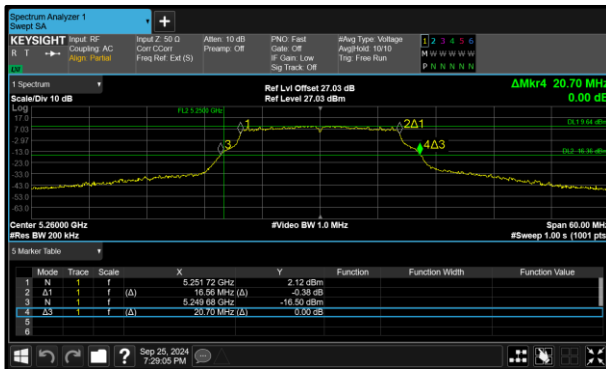 Spectrum Analyzer 1
Swept SA
KEYSIGHT Input: RF Input Z: 50 Ω Atten: 10 dB PNO: Fast #Avg Type: Voltage 1 2 3 4 5 6
R T Coupling: AC Corr CCorr Preamp: Off Gate: Off Avg|Hold: 10/10 M W W W W W
Align: Partial Freq Ref: Ext (S) IF Gain: Low Trig: Free Run
Sig Track: Off P N N N N N
1 Spectrum Ref Lvl Offset 27.03 dB ΔMkr4 20.70 MHz
Scale/Div 10 dB Ref Level 27.03 dBm 0.00 dB
Log
17.0 FL2 5.2500 GHz
7.03 1 2Δ1 DL1 9.64 dBm
-2.97
-13.0 3 4Δ3 DL2 -16.36 dBm
-23.0
-33.0
-43.0
-53.0
-63.0
Center 5.26000 GHz #Video BW 1.0 MHz Span 60.00 MHz
#Res BW 200 kHz #Sweep 1.00 s (1001 pts)
5 Marker Table
Mode Trace Scale X Y Function Function Width Function Value
1 N 1 f 5.251 72 GHz 2.12 dBm
2 Δ1 1 f (Δ) 16.56 MHz (Δ) -0.38 dB
3 N 1 f 5.249 68 GHz -16.50 dBm
4 Δ3 1 f (Δ) 20.70 MHz (Δ) 0.00 dB
5
6
Sep 25, 2024
7:29:05 PM